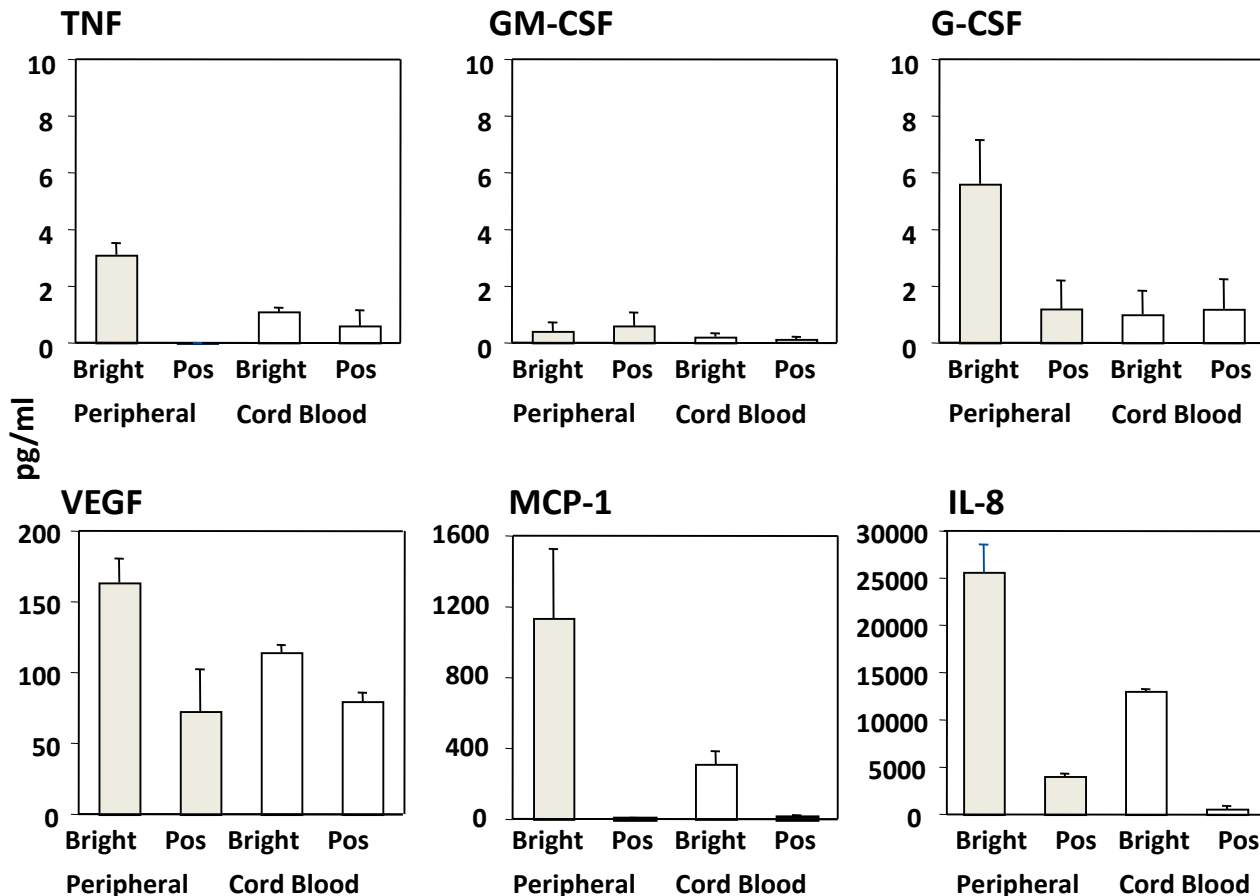 TNF GM-CSF G-CSF
10 10 10
8 8 8
6 6 6
4 4 4
2 2 2
0 0 0
Bright Pos Bright Pos Bright Pos Bright Pos Bright Pos Bright Pos
Peripheral Cord Blood Peripheral Cord Blood Peripheral Cord Blood
pg/ml
VEGF MCP-1 IL-8
200 1600 30000
150 1200 25000
100 800 20000
50 400 15000
0 0 10000
5000
0
Bright Pos Bright Pos Bright Pos Bright Pos Bright Pos Bright Pos
Peripheral Cord Blood Peripheral Cord Blood Peripheral Cord Blood